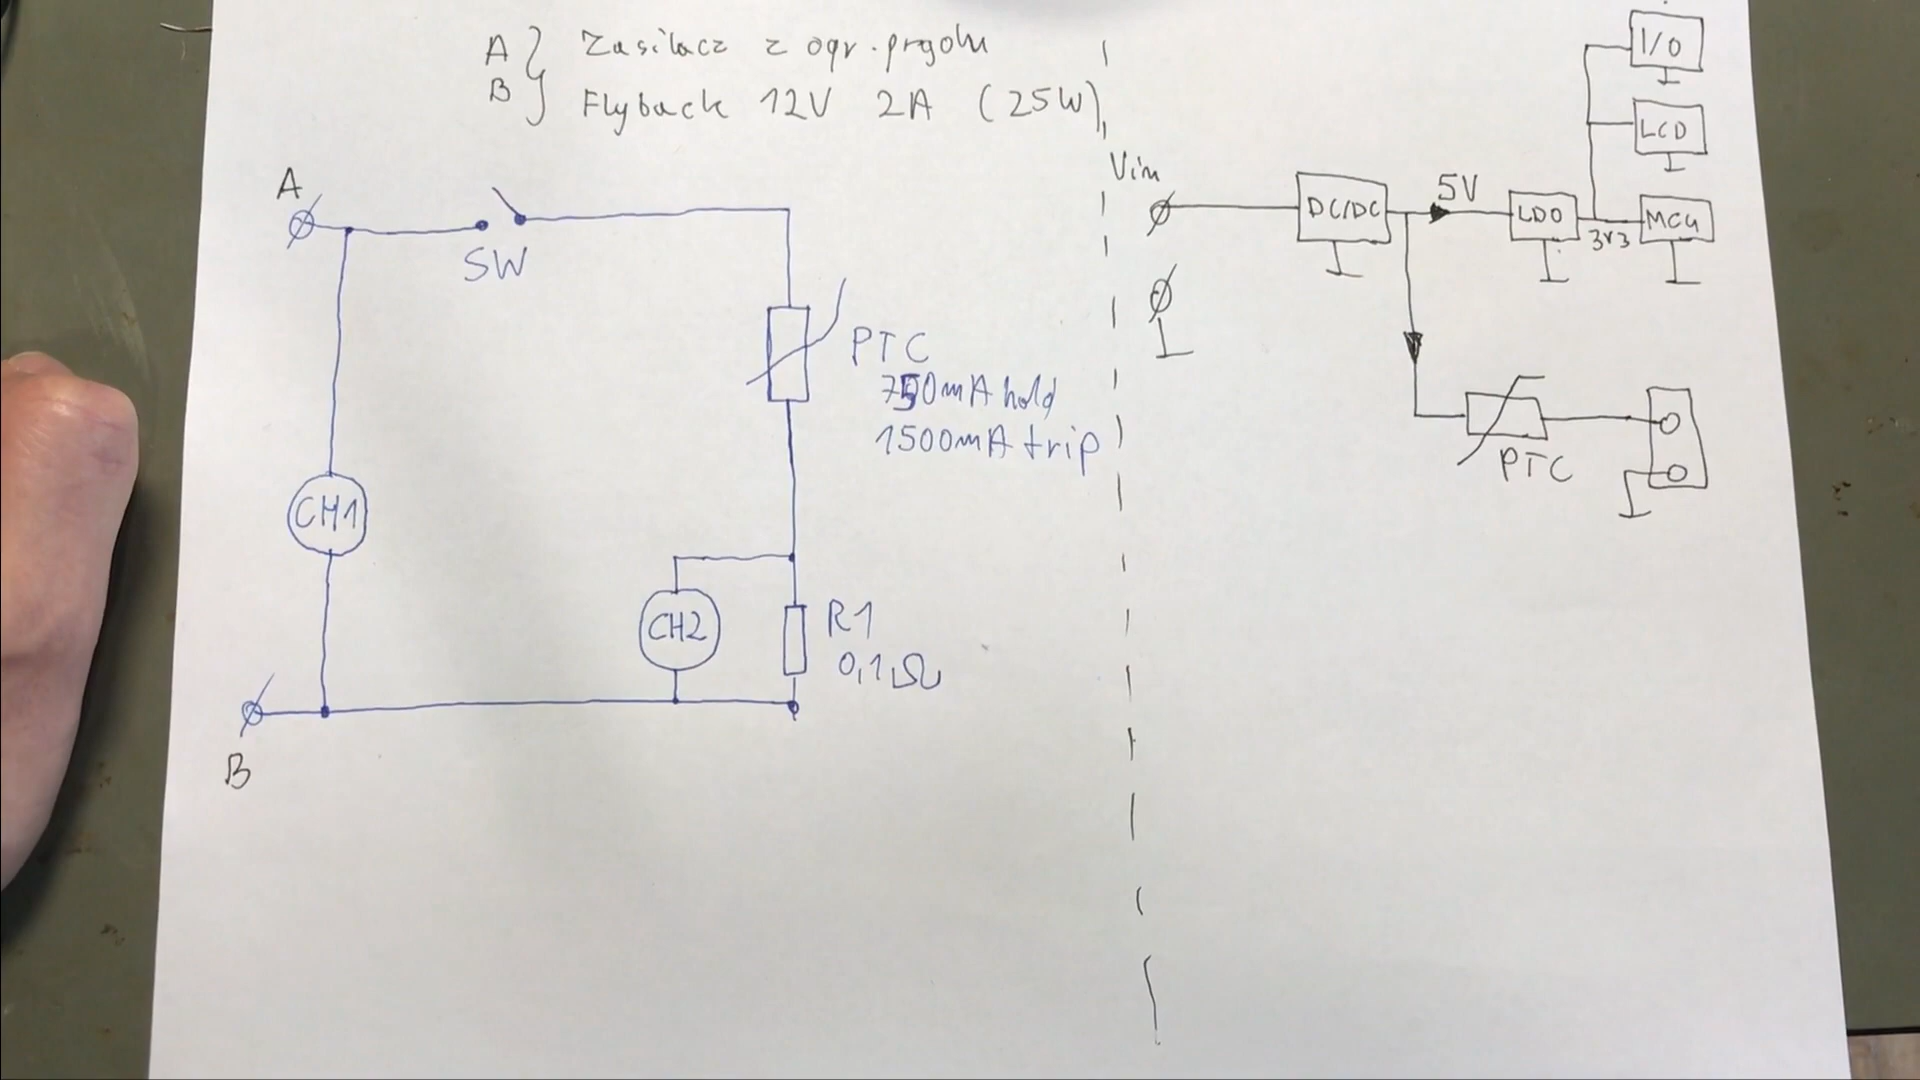 A
B
Zasilacz z ogr. prądu
Flyback 12V 2A (25W)
A
SW
PTC
750mA hold
1500mA trip
CH1
CH2
R1
0,1Ω
B
Vin
DC/DC
5V
LDO
3v3
MCU
LCD
I/O
PTC